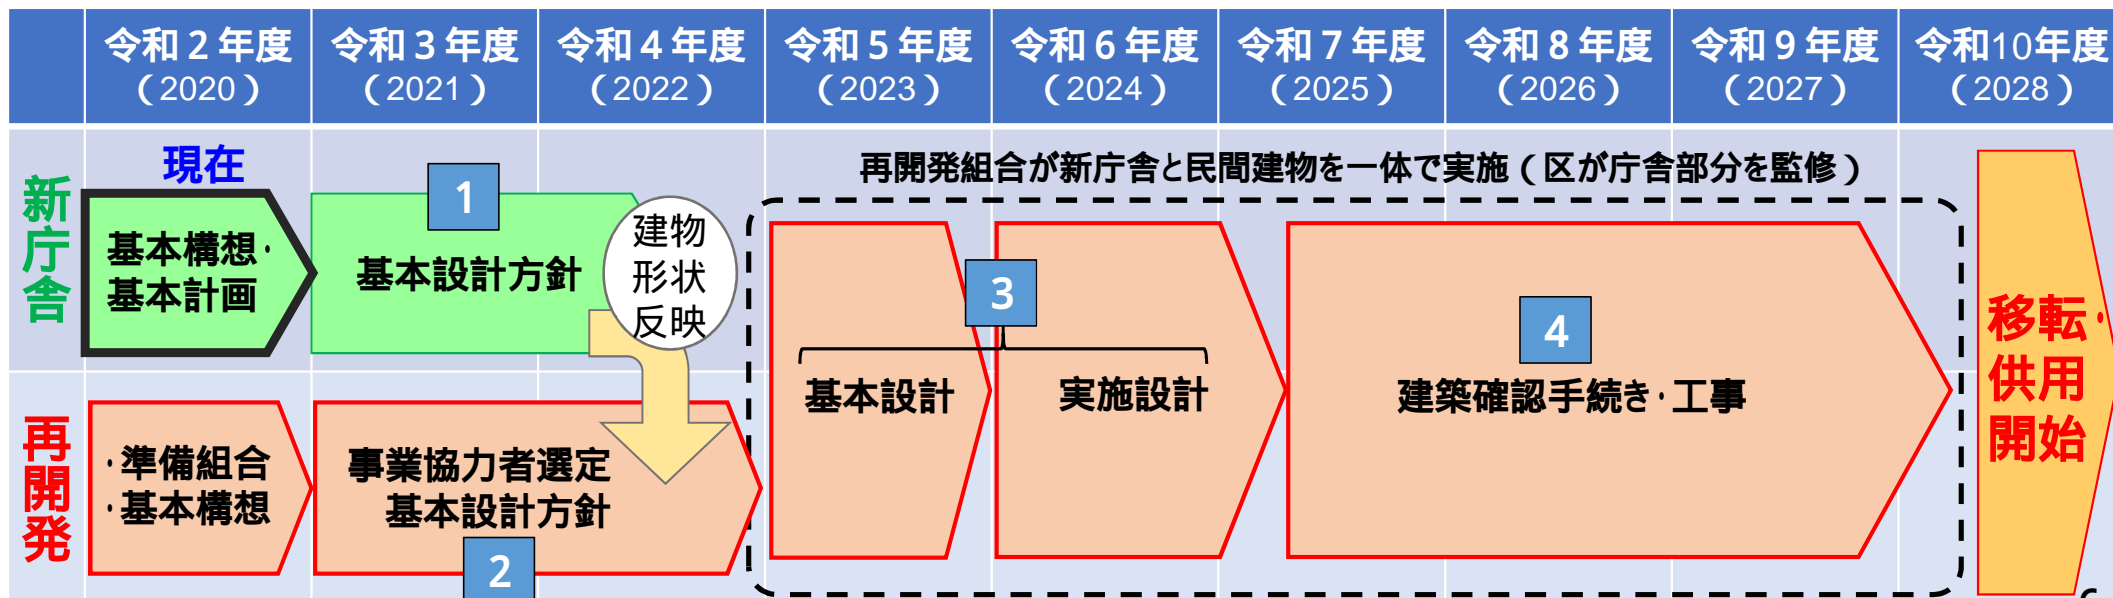 令和2年度
（2020）
令和3年度
（2021）
令和4年度
（2022）
令和5年度
（2023）
令和6年度
（2024）
令和7年度
（2025）
令和8年度
（2026）
令和9年度
（2027）
令和10年度
（2028）
新庁舎
現在
基本構想・
基本計画
1
基本設計方針
建物
形状
反映
再開発組合が新庁舎と民間建物を一体で実施（区が庁舎部分を監修）
3
基本設計
実施設計
4
建築確認手続き・工事
移転・
供用
開始
再開発
・準備組合
・基本構想
事業協力者選定
基本設計方針
2